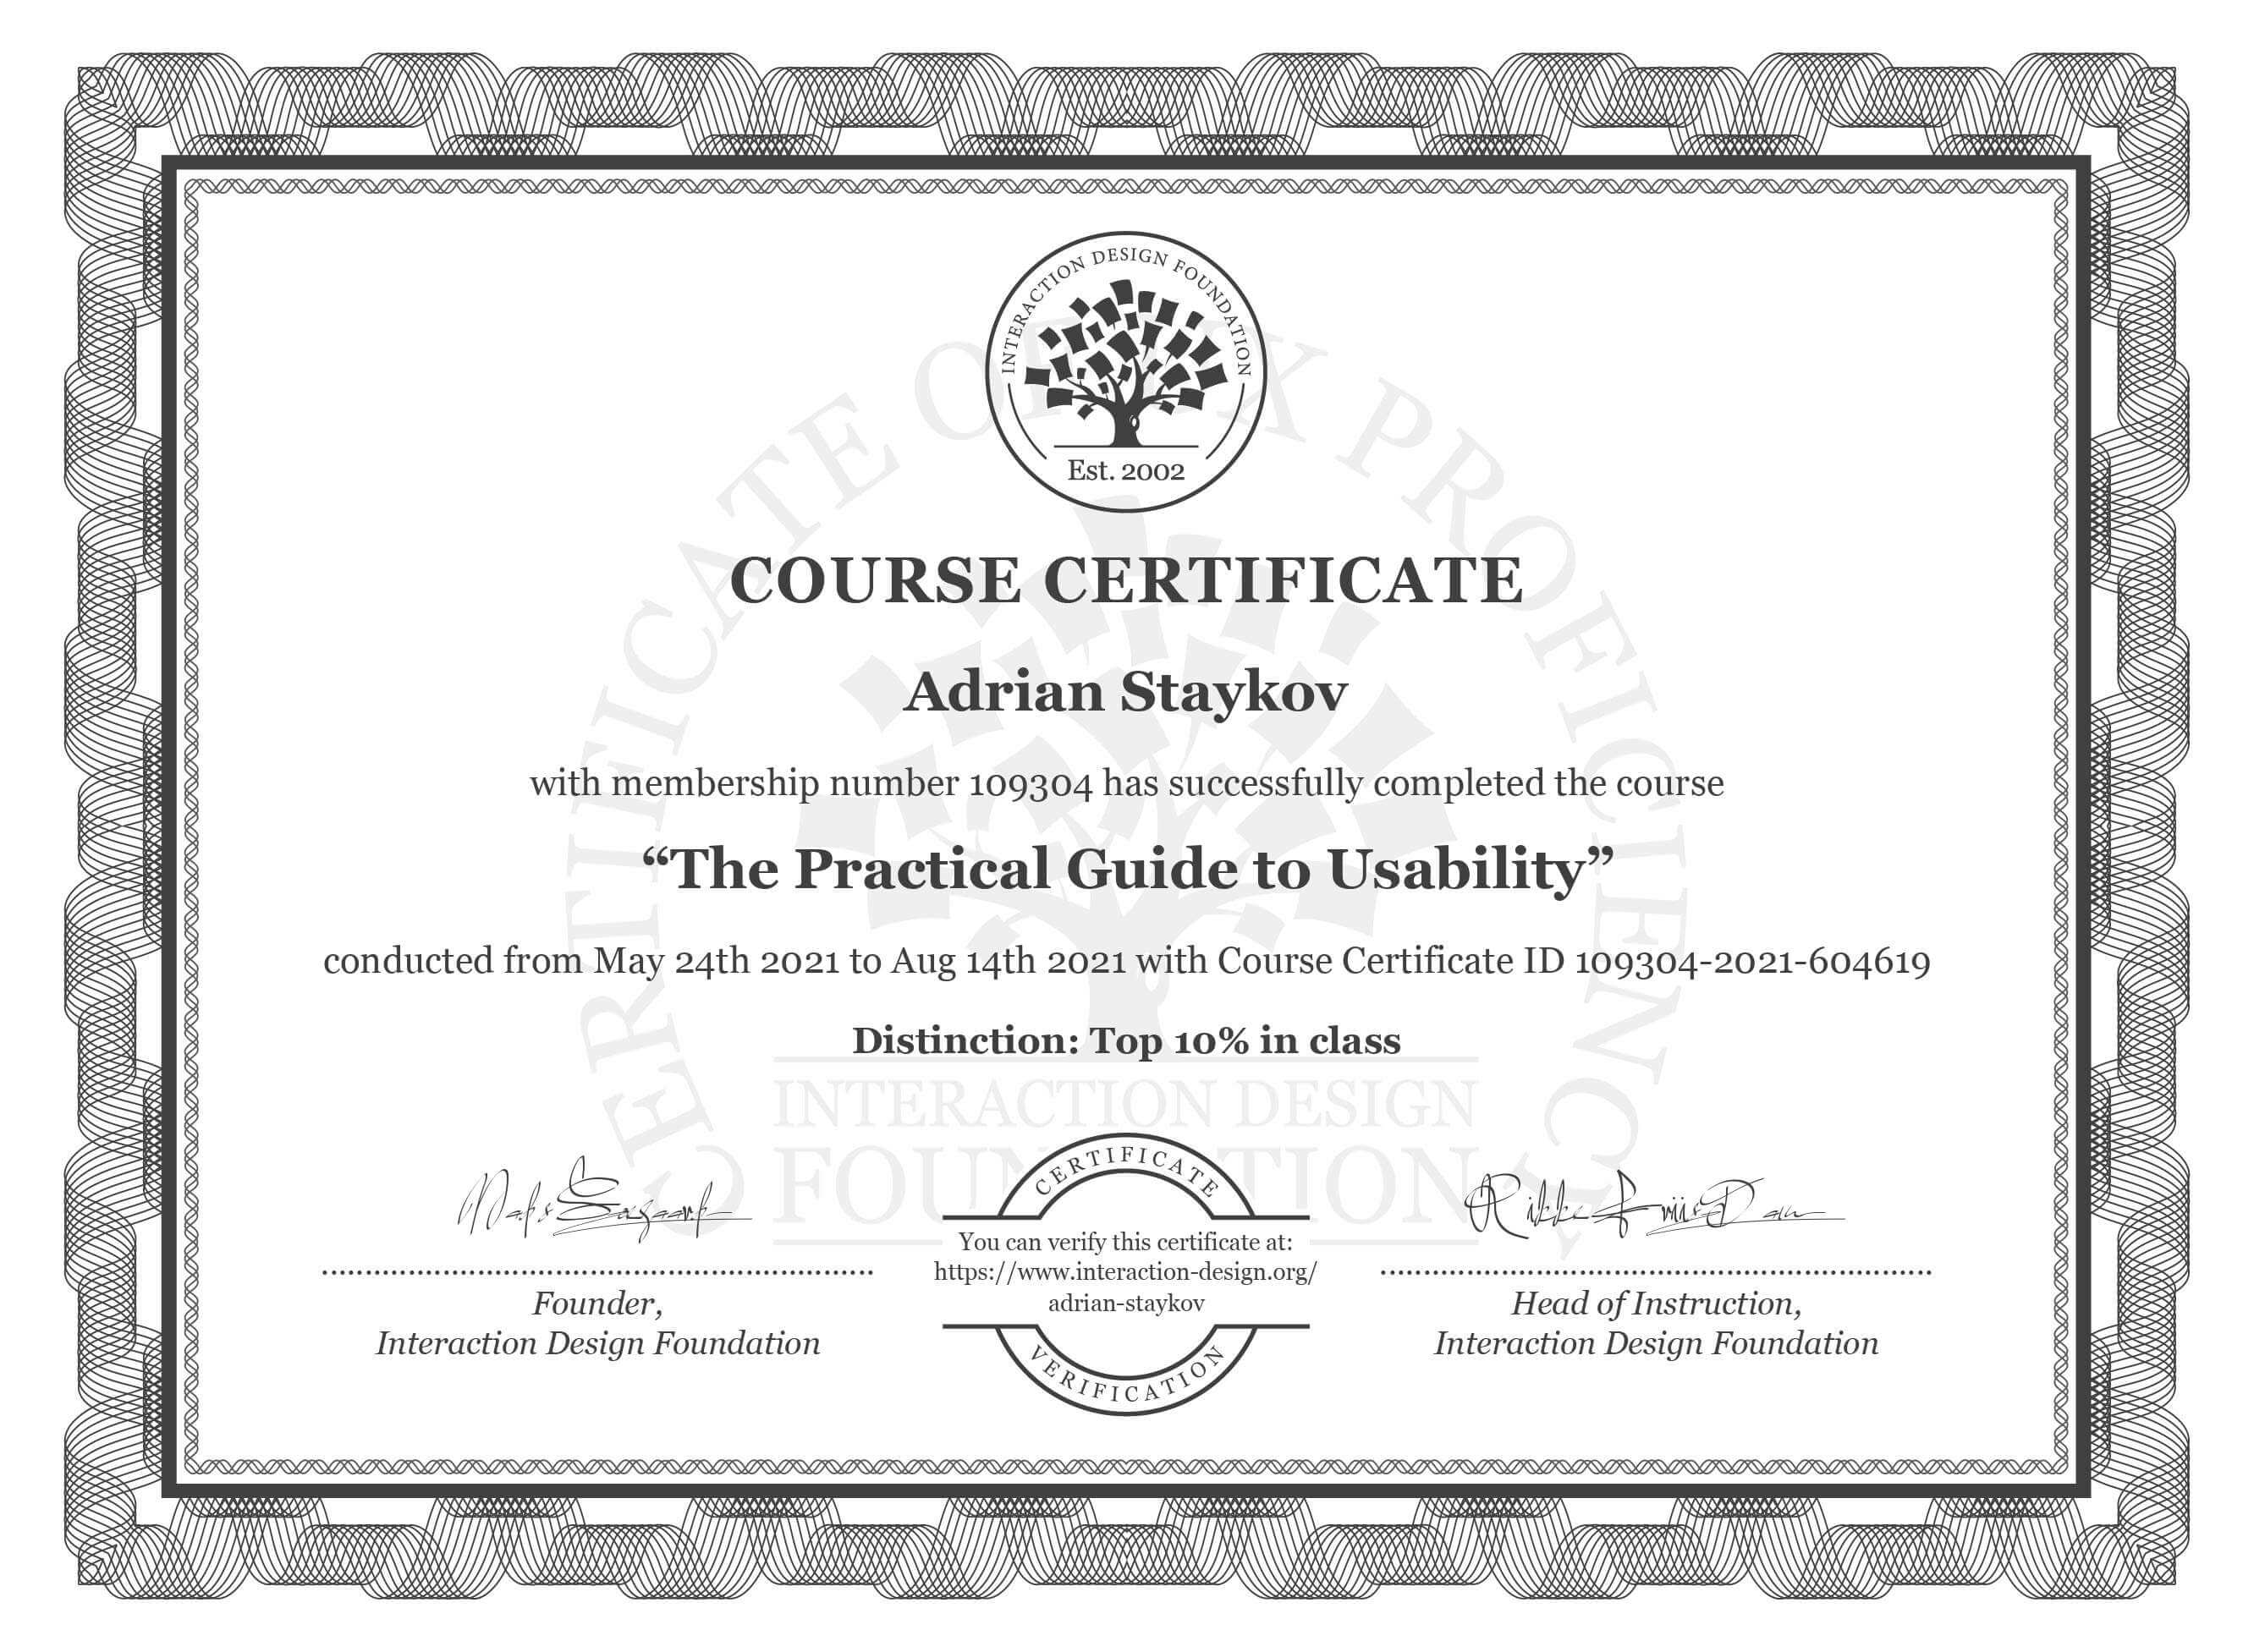 INTERACTION DESIGN FOUNDATION
Est. 2002
CERTIFICATE OF UX PROFICIENCY
COURSE CERTIFICATE
Adrian Staykov
with membership number 109304 has successfully completed the course
“The Practical Guide to Usability”
conducted from May 24th 2021 to Aug 14th 2021 with Course Certificate ID 109304-2021-604619
Distinction: Top 10% in class
INTERACTION DESIGN
FOUNDATION
CERTIFICATE
You can verify this certificate at:
https://www.interaction-design.org/
adrian-staykov
VERIFICATION
Founder,
Interaction Design Foundation
Rikke Friis Dam
Head of Instruction,
Interaction Design Foundation